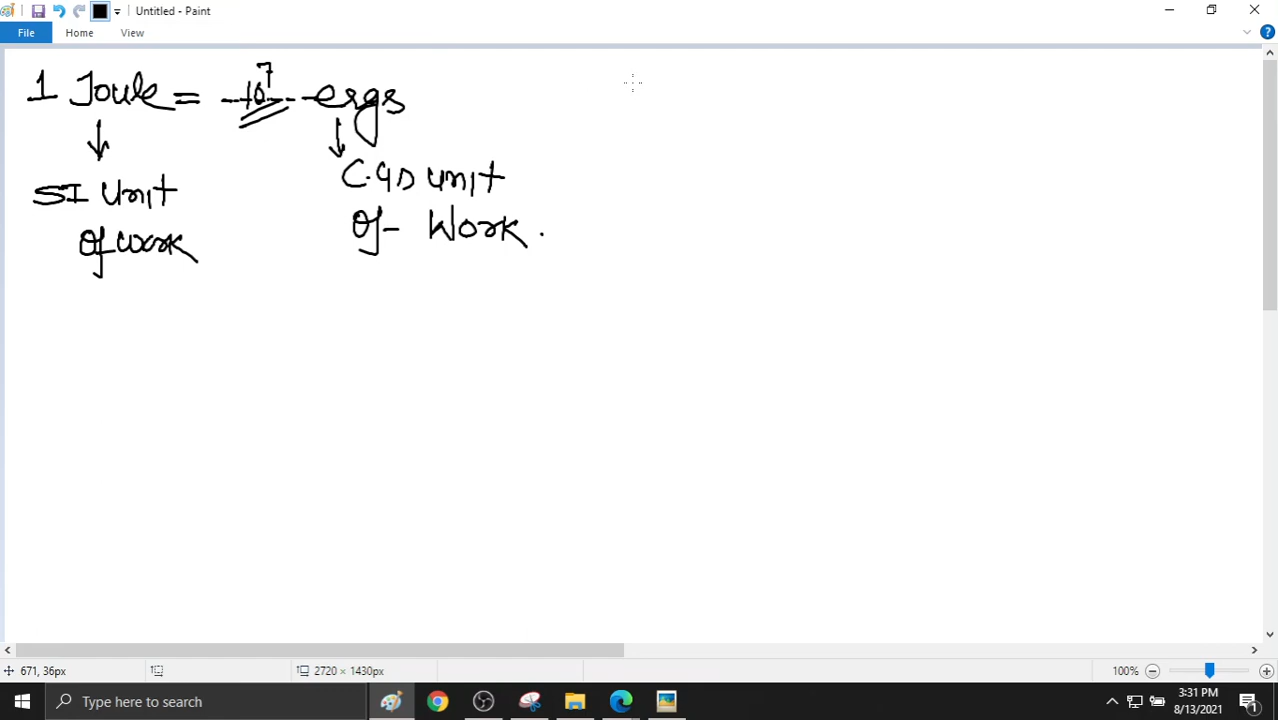 Untitled - Paint
File Home View
1 Joule = 10⁷ ergs
SI Unit
of work
C.G.S unit
of work.
671, 36px
2720 × 1430px
100%
Type here to search
3:31 PM
8/13/2021
1